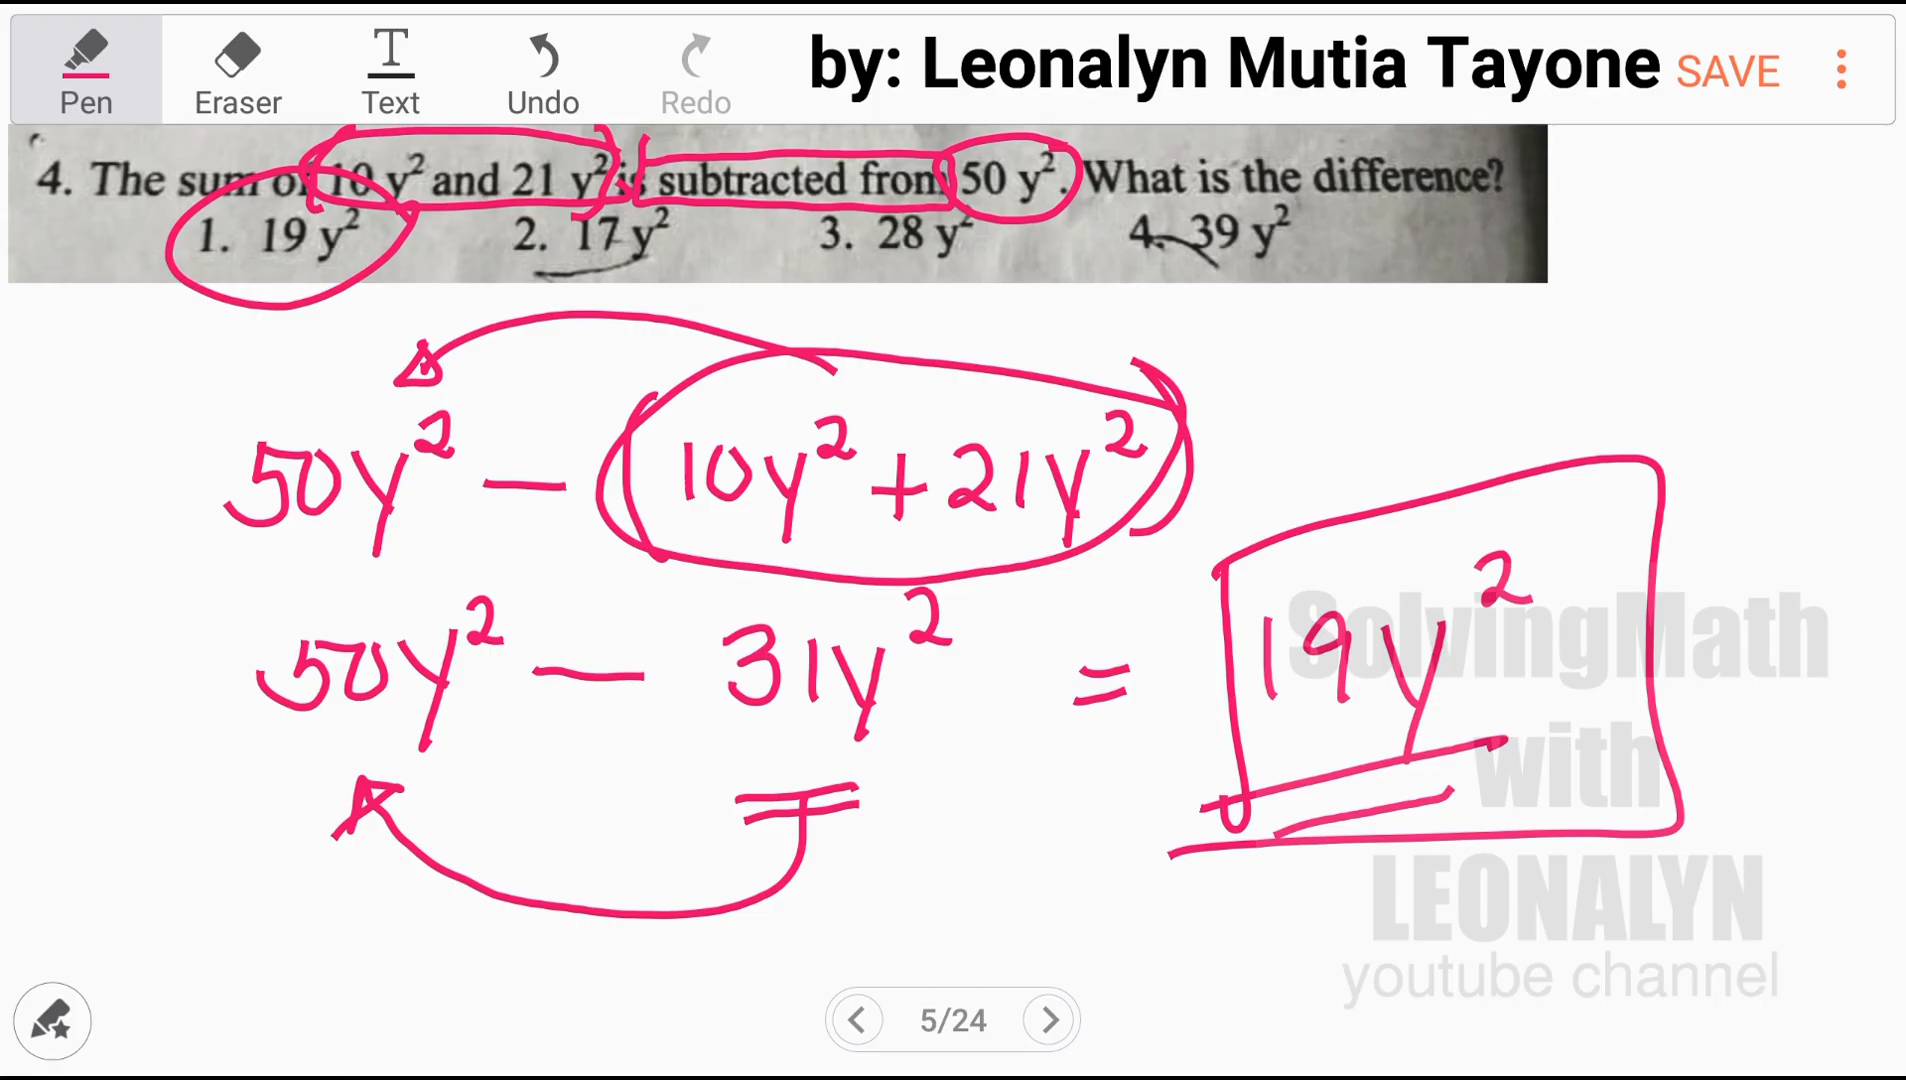 by: Leonalyn Mutia Tayone
SAVE
Pen
Eraser
Text
Undo
Redo
4. The sum of 10 y² and 21 y² is subtracted from 50 y². What is the difference?
1. 19 y² 2. 17 y² 3. 28 y² 4. 39 y²
50y² — (10y² + 21y²)
50y² — 31y² = 19y²
SolvingMath
with
LEONALYN
youtube channel
5/24